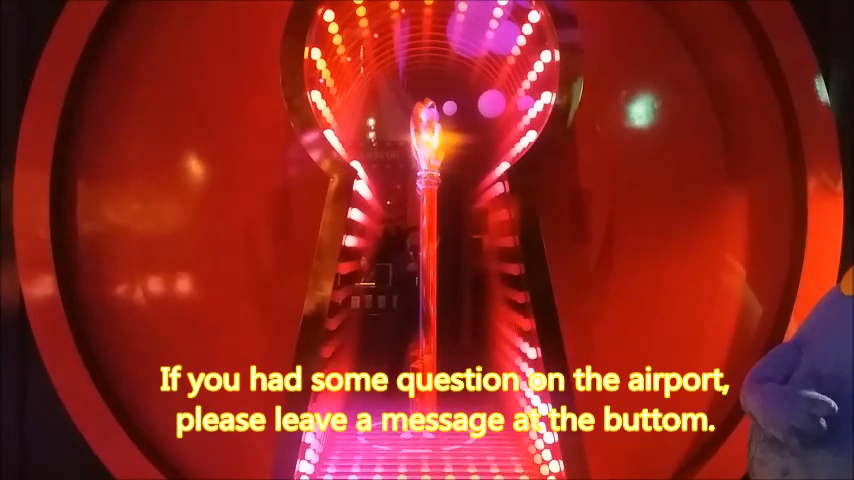 If you had some question on the airport,
please leave a message at the buttom.